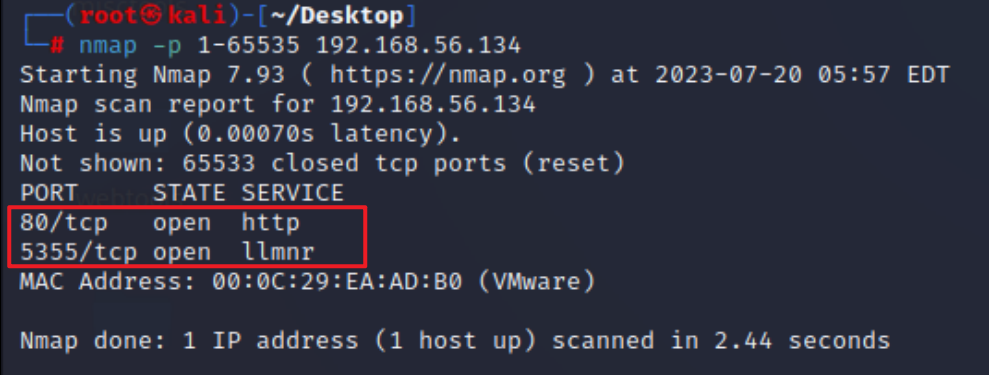 ┌──(root㉿kali)-[~/Desktop]
└─# nmap -p 1-65535 192.168.56.134
Starting Nmap 7.93 ( https://nmap.org ) at 2023-07-20 05:57 EDT
Nmap scan report for 192.168.56.134
Host is up (0.00070s latency).
Not shown: 65533 closed tcp ports (reset)
PORT     STATE SERVICE
80/tcp   open  http
5355/tcp open  llmnr
MAC Address: 00:0C:29:EA:AD:B0 (VMware)
Nmap done: 1 IP address (1 host up) scanned in 2.44 seconds